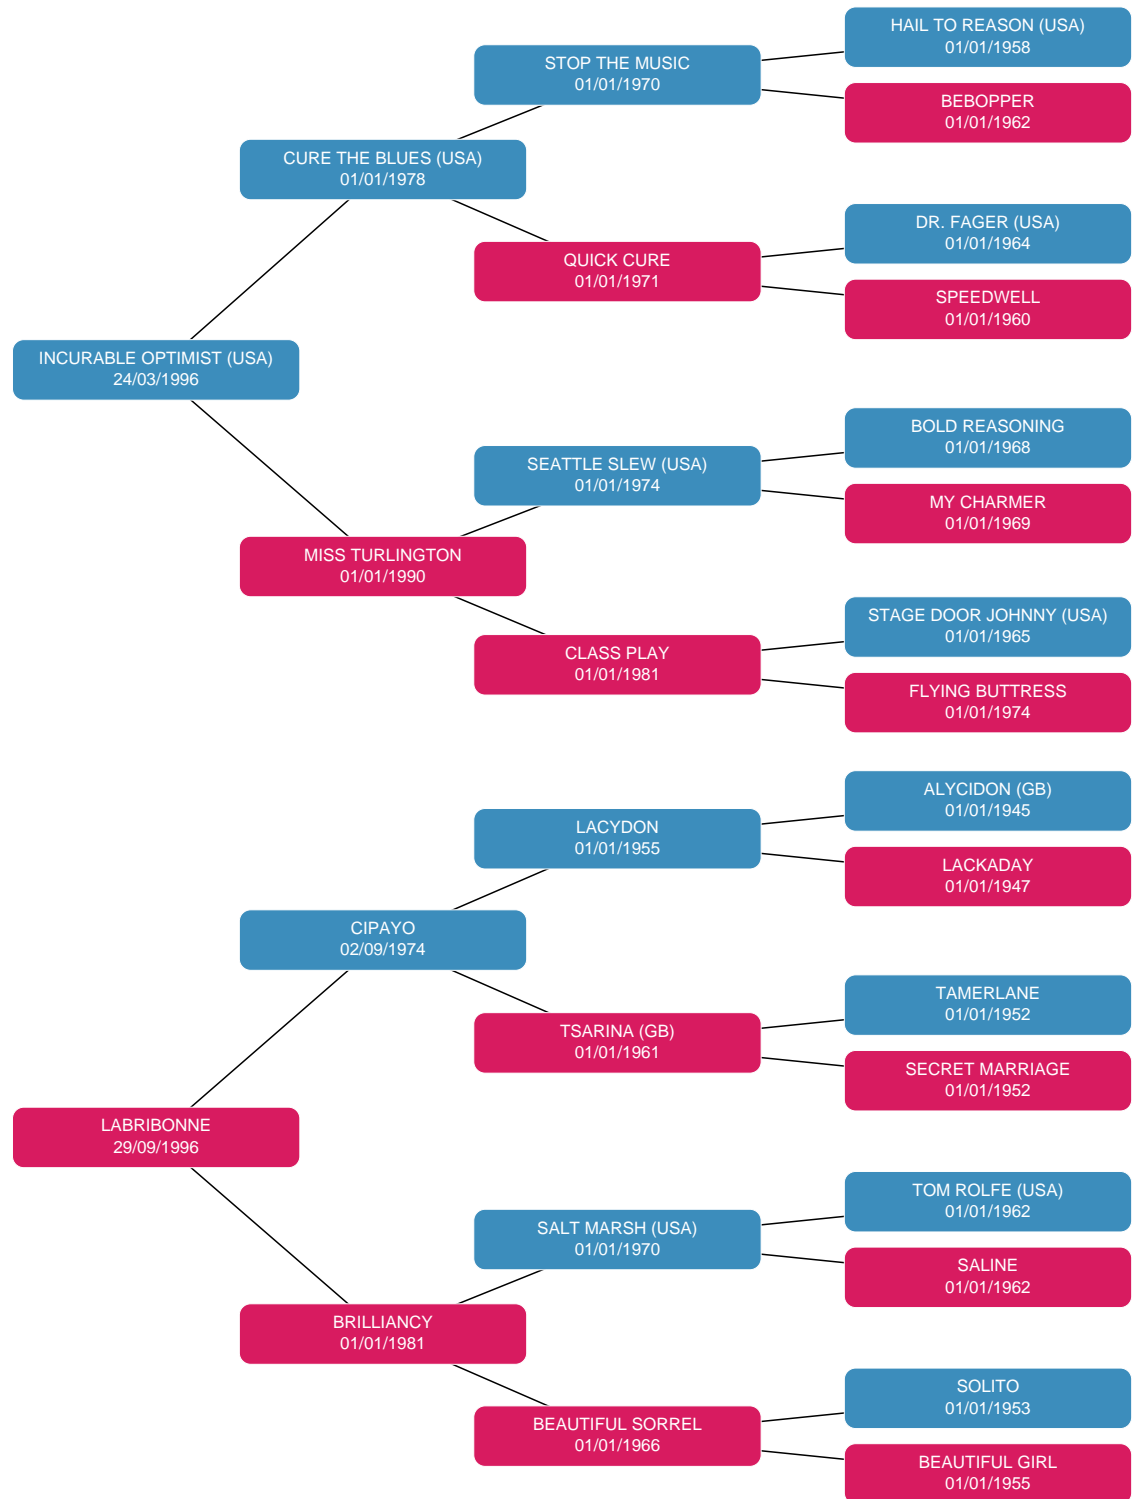 HAIL TO REASON (USA)
01/01/1958
STOP THE MUSIC
01/01/1970
BEBOPPER
01/01/1962
CURE THE BLUES (USA)
01/01/1978
DR. FAGER (USA)
01/01/1964
QUICK CURE
01/01/1971
SPEEDWELL
01/01/1960
INCURABLE OPTIMIST (USA)
24/03/1996
BOLD REASONING
01/01/1968
SEATTLE SLEW (USA)
01/01/1974
MY CHARMER
01/01/1969
MISS TURLINGTON
01/01/1990
STAGE DOOR JOHNNY (USA)
01/01/1965
CLASS PLAY
01/01/1981
FLYING BUTTRESS
01/01/1974
ALYCIDON (GB)
01/01/1945
LACYDON
01/01/1955
LACKADAY
01/01/1947
CIPAYO
02/09/1974
TAMERLANE
01/01/1952
TSARINA (GB)
01/01/1961
SECRET MARRIAGE
01/01/1952
LABRIBONNE
29/09/1996
TOM ROLFE (USA)
01/01/1962
SALT MARSH (USA)
01/01/1970
SALINE
01/01/1962
BRILLIANCY
01/01/1981
SOLITO
01/01/1953
BEAUTIFUL SORREL
01/01/1966
BEAUTIFUL GIRL
01/01/1955